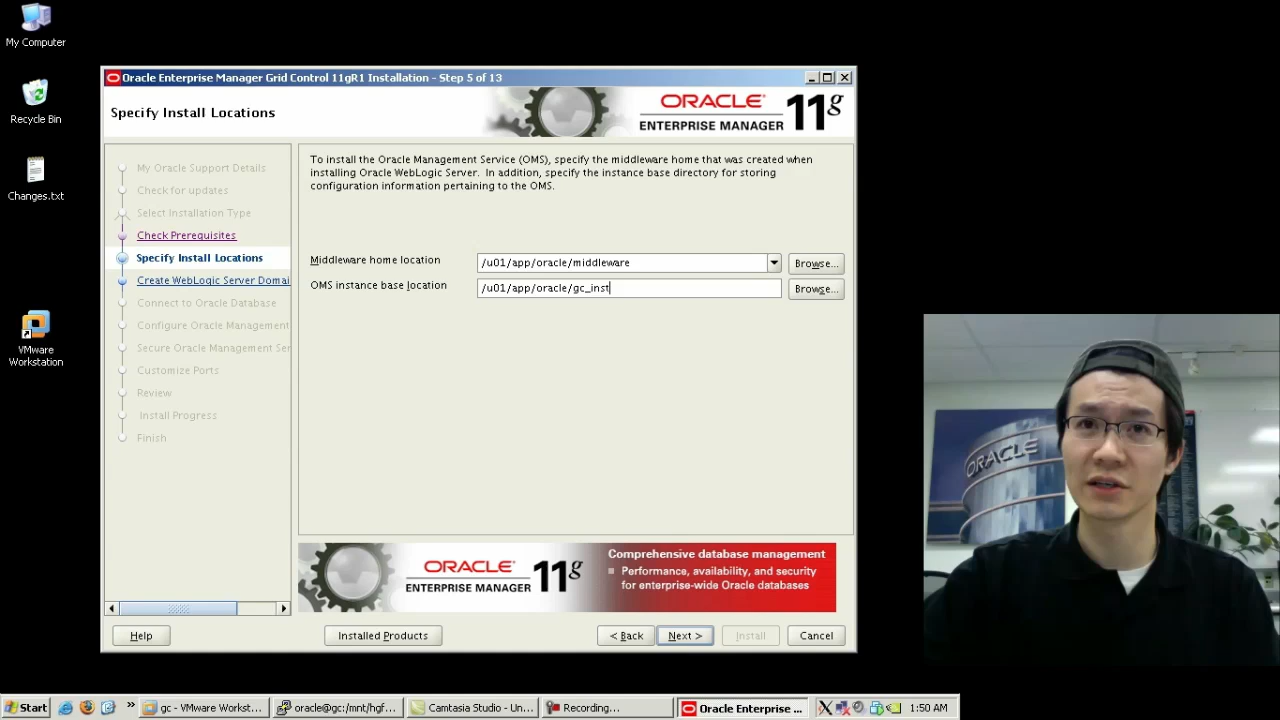 My Computer
Recycle Bin
Changes.txt
VMware
Workstation
Oracle Enterprise Manager Grid Control 11gR1 Installation - Step 5 of 13
Specify Install Locations
ORACLE
ENTERPRISE MANAGER 11g
My Oracle Support Details
Check for updates
Select Installation Type
Check Prerequisites
Specify Install Locations
Create WebLogic Server Domai
Connect to Oracle Database
Configure Oracle Management
Secure Oracle Management Ser
Customize Ports
Review
Install Progress
Finish
To install the Oracle Management Service (OMS), specify the middleware home that was created when
installing Oracle WebLogic Server. In addition, specify the instance base directory for storing
configuration information pertaining to the OMS.
Middleware home location /u01/app/oracle/middleware Browse...
OMS instance base location /u01/app/oracle/gc_inst Browse...
ORACLE
ENTERPRISE MANAGER 11g
Comprehensive database management
Performance, availability, and security
for enterprise-wide Oracle databases
Help Installed Products < Back Next > Install Cancel
ORACLE
Start » gc - VMware Workst... oracle@gc:/mnt/hgf... Camtasia Studio - Un... Recording... Oracle Enterprise ... 1:50 AM